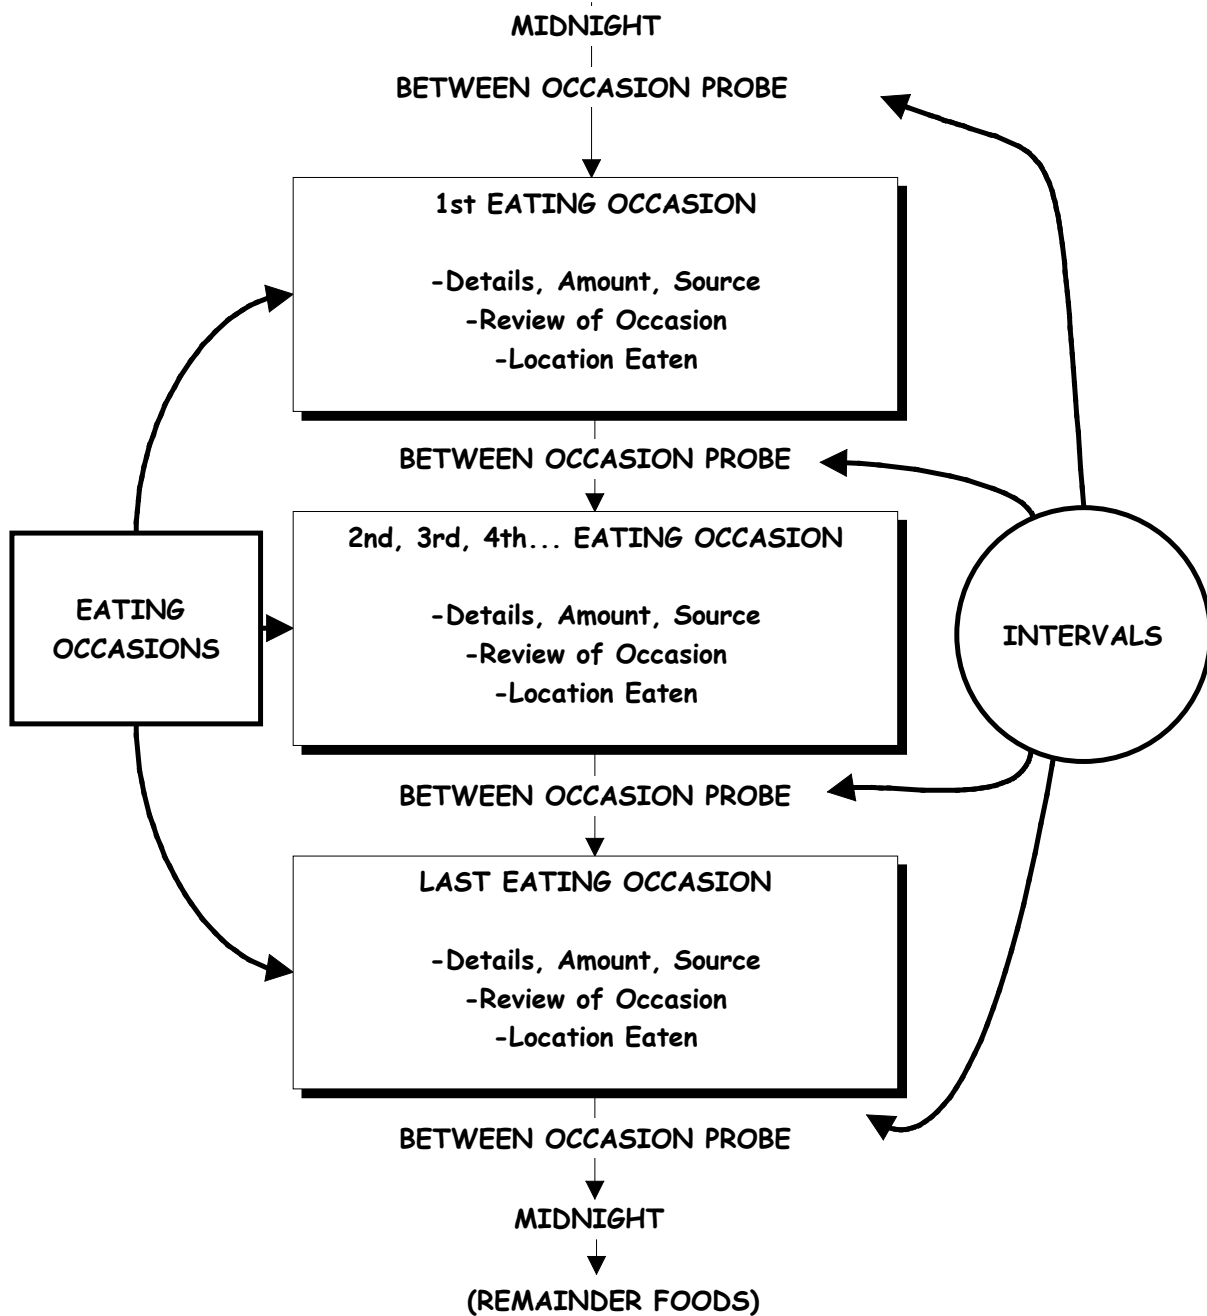 MIDNIGHT
BETWEEN OCCASION PROBE
1st EATING OCCASION
-Details, Amount, Source
-Review of Occasion
-Location Eaten
BETWEEN OCCASION PROBE
2nd, 3rd, 4th... EATING OCCASION
-Details, Amount, Source
-Review of Occasion
-Location Eaten
EATING
OCCASIONS
INTERVALS
BETWEEN OCCASION PROBE
LAST EATING OCCASION
-Details, Amount, Source
-Review of Occasion
-Location Eaten
BETWEEN OCCASION PROBE
MIDNIGHT
(REMAINDER FOODS)